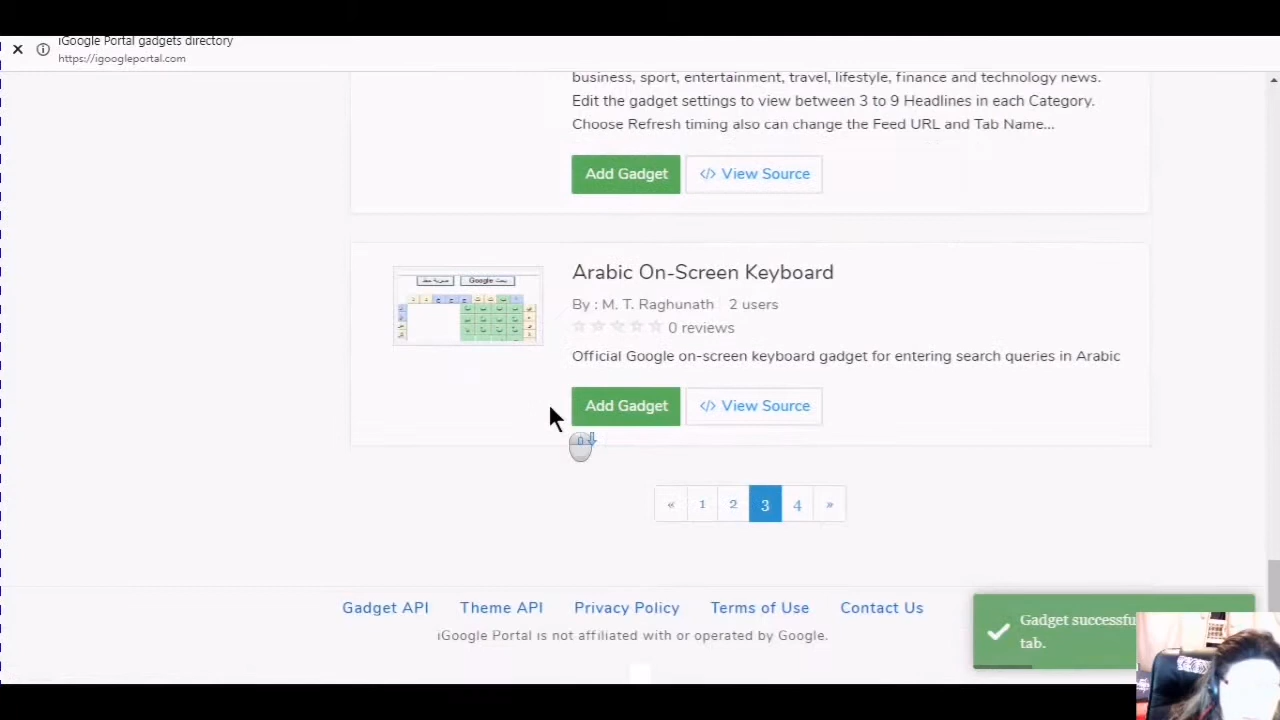 iGoogle Portal gadgets directory
https://igoogleportal.com
business, sport, entertainment, travel, lifestyle, finance and technology news.
Edit the gadget settings to view between 3 to 9 Headlines in each Category.
Choose Refresh timing also can change the Feed URL and Tab Name...
Add Gadget
</> View Source
Arabic On-Screen Keyboard
By : M. T. Raghunath 2 users
0 reviews
Official Google on-screen keyboard gadget for entering search queries in Arabic
Google
Add Gadget
</> View Source
« 1 2 3 4 »
Gadget API Theme API Privacy Policy Terms of Use Contact Us
iGoogle Portal is not affiliated with or operated by Google.
Gadget successfu
tab.